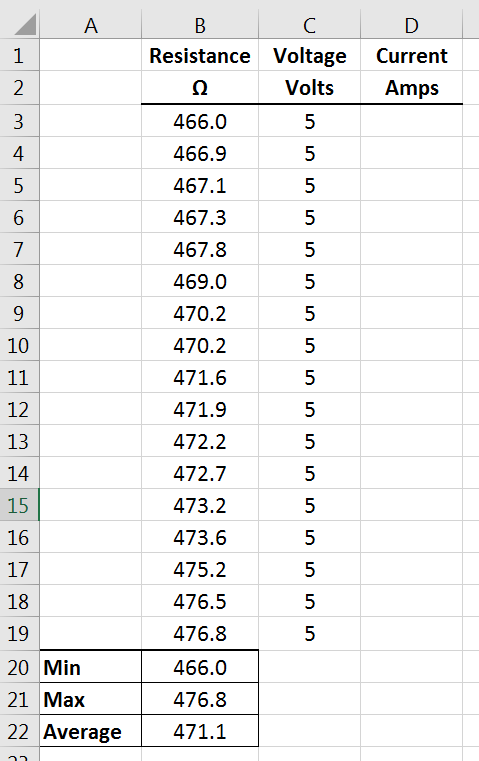 A B C D
1 Resistance Voltage Current
2 Ω Volts Amps
3 466.0 5
4 466.9 5
5 467.1 5
6 467.3 5
7 467.8 5
8 469.0 5
9 470.2 5
10 470.2 5
11 471.6 5
12 471.9 5
13 472.2 5
14 472.7 5
15 473.2 5
16 473.6 5
17 475.2 5
18 476.5 5
19 476.8 5
20 Min 466.0
21 Max 476.8
22 Average 471.1